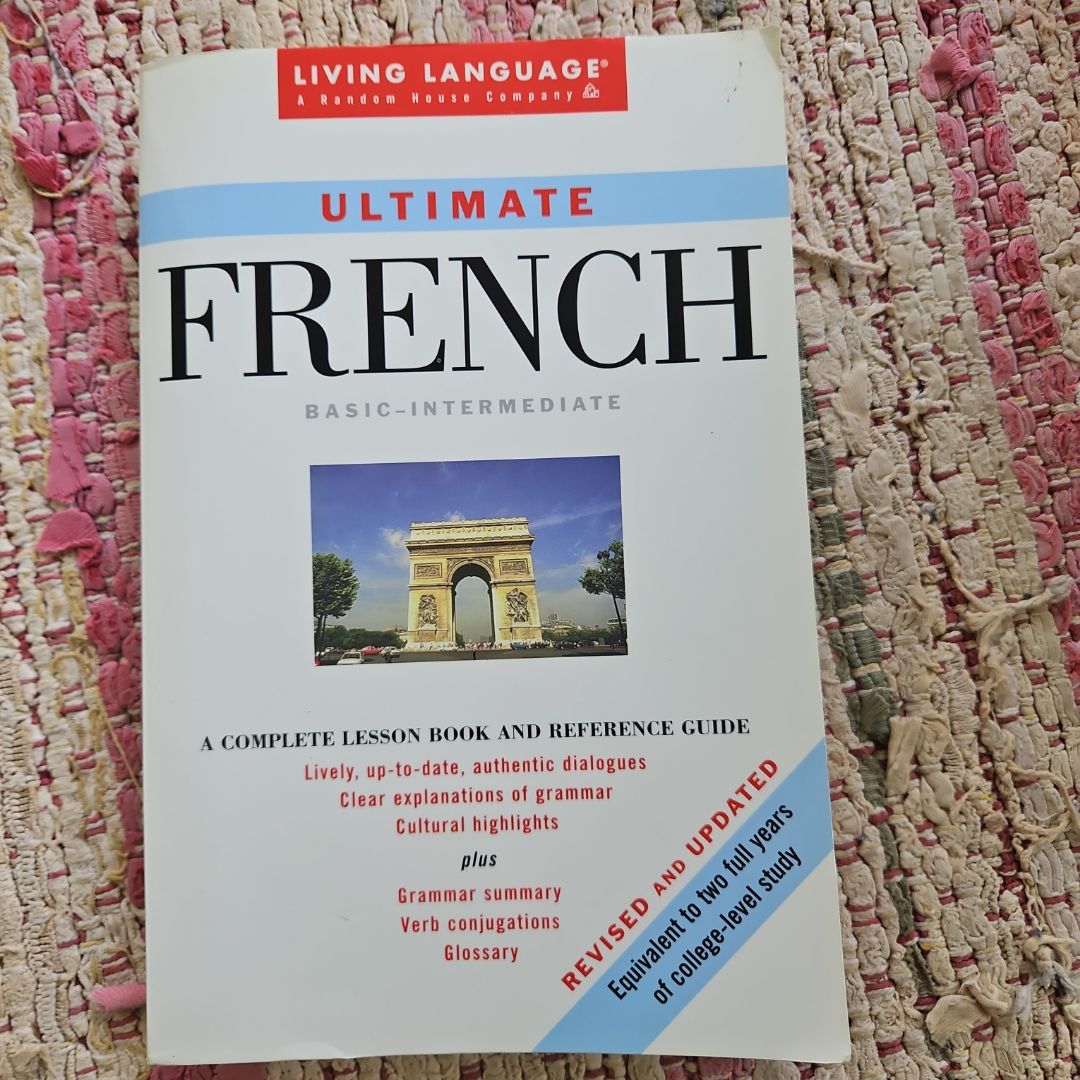 LIVING LANGUAGE®
A Random House Company
ULTIMATE
FRENCH
BASIC–INTERMEDIATE
A COMPLETE LESSON BOOK AND REFERENCE GUIDE
Lively, up-to-date, authentic dialogues
Clear explanations of grammar
Cultural highlights
plus
Grammar summary
Verb conjugations
Glossary
REVISED AND UPDATED
Equivalent to two full years
of college-level study